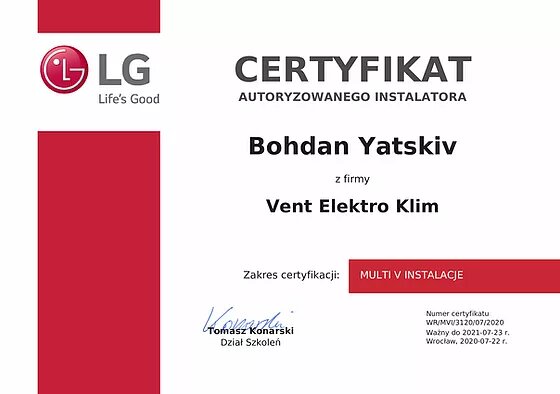 LG
Life's Good
CERTYFIKAT
AUTORYZOWANEGO INSTALATORA
Bohdan Yatskiv
z firmy
Vent Elektro Klim
Zakres certyfikacji:
MULTI V INSTALACJE
Konarski
Tomasz Konarski
Dział Szkoleń
Numer certyfikatu
WR/MVI/3120/07/2020
Ważny do 2021-07-23 r.
Wrocław, 2020-07-22 r.